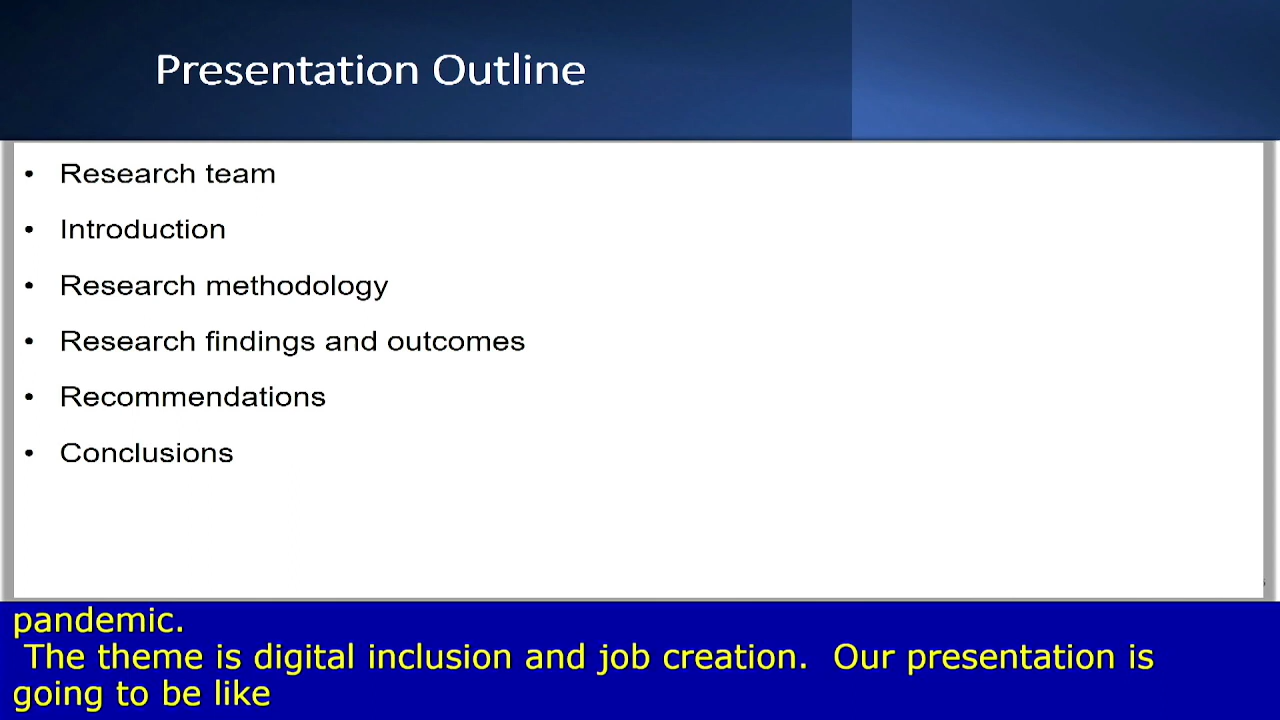 Presentation Outline
• Research team
• Introduction
• Research methodology
• Research findings and outcomes
• Recommendations
• Conclusions
pandemic.
The theme is digital inclusion and job creation.  Our presentation is
going to be like